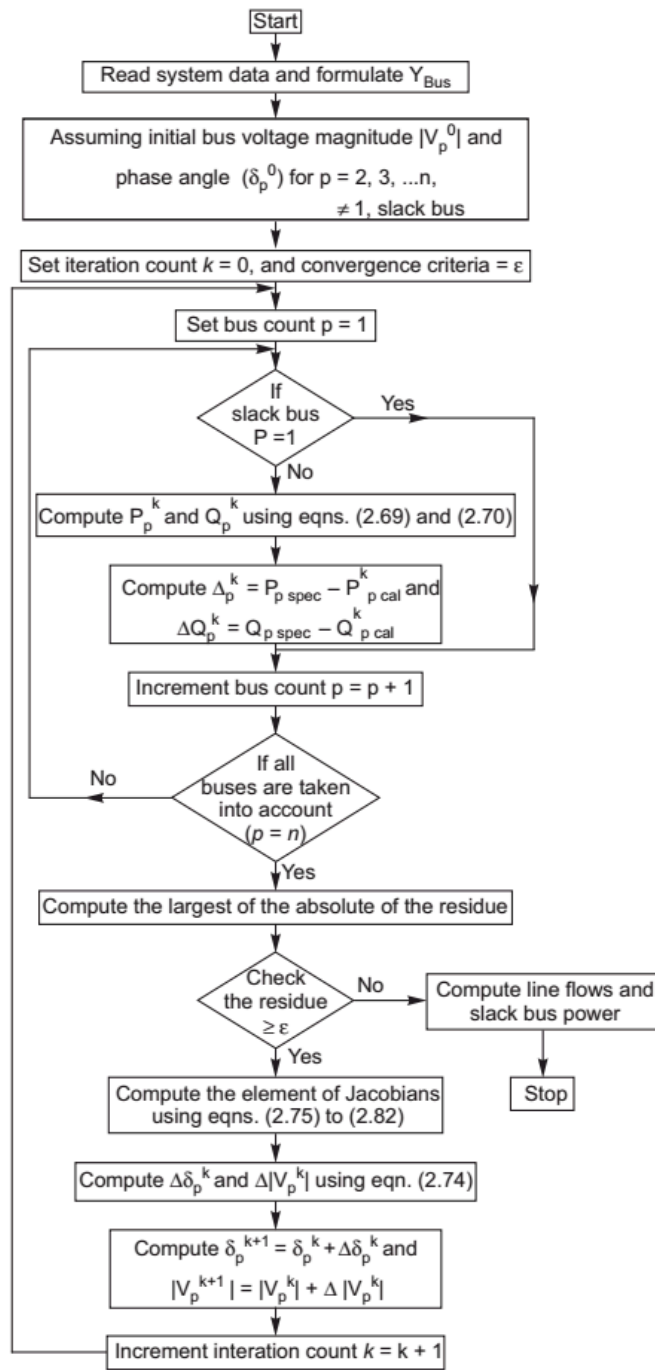 Start
Read system data and formulate Y_Bus
Assuming initial bus voltage magnitude |V_p^0| and
phase angle (δ_p^0) for p = 2, 3, ...n,
≠ 1, slack bus
Set iteration count k = 0, and convergence criteria = ε
Set bus count p = 1
If
slack bus
P =1
Yes
No
Compute P_p^k and Q_p^k using eqns. (2.69) and (2.70)
Compute Δ_p^k = P_p spec – P_p cal^k and
ΔQ_p^k = Q_p spec – Q_p cal^k
Increment bus count p = p + 1
If all
buses are taken
into account
(p = n)
No
Yes
Compute the largest of the absolute of the residue
Check
the residue
≥ ε
No
Compute line flows and
slack bus power
Stop
Yes
Compute the element of Jacobians
using eqns. (2.75) to (2.82)
Compute Δδ_p^k and Δ|V_p^k| using eqn. (2.74)
Compute δ_p^k+1 = δ_p^k + Δδ_p^k and
|V_p^k+1 | = |V_p^k| + Δ |V_p^k|
Increment interation count k = k + 1